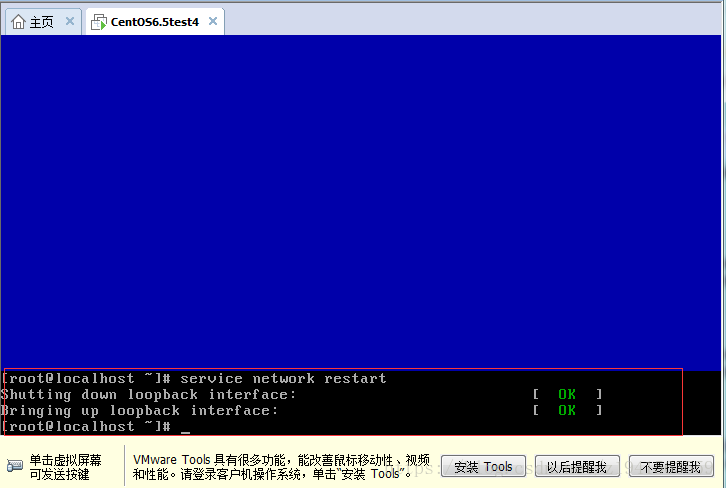 主页
CentOS6.5test4
[root@localhost ~]# service network restart
Shutting down loopback interface: [ OK ]
Bringing up loopback interface: [ OK ]
[root@localhost ~]# _
单击虚拟屏幕
可发送按键
VMware Tools 具有很多功能，能改善鼠标移动性、视频
和性能。请登录客户机操作系统，单击“安装 Tools”。
安装 Tools
以后提醒我
不要提醒我